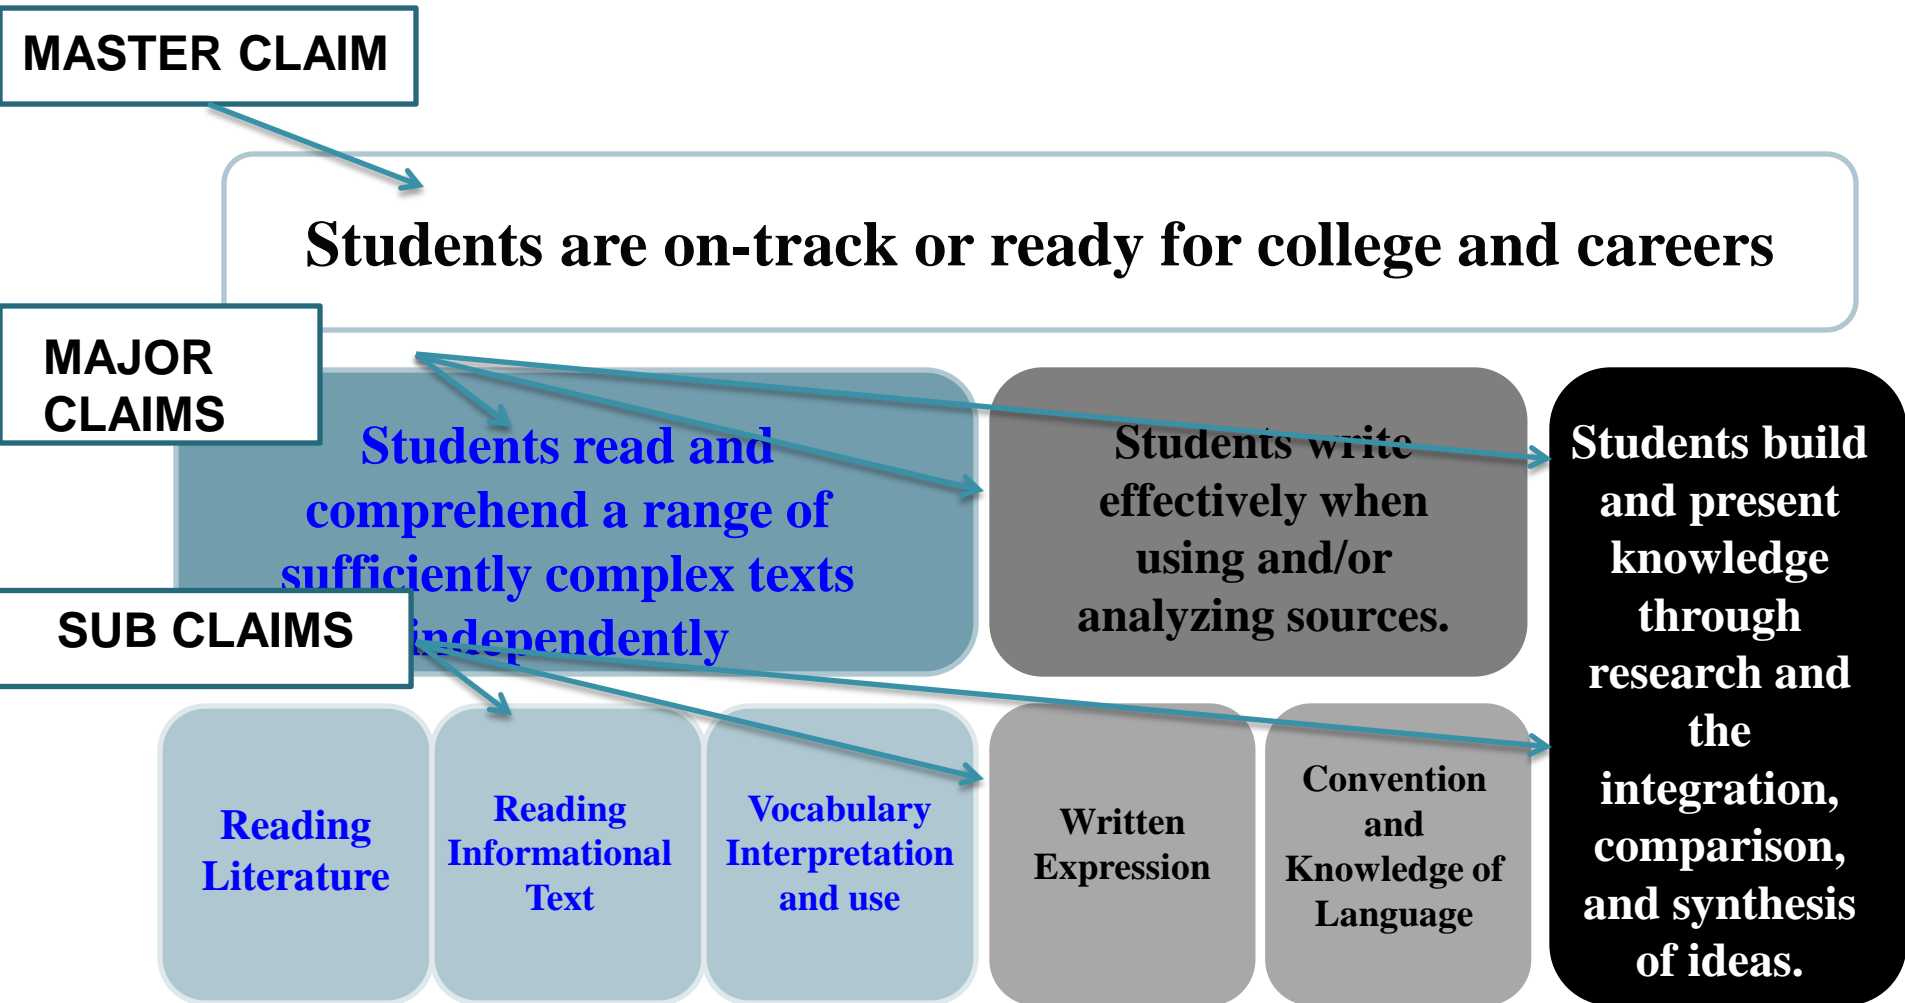 MASTER CLAIM
Students are on-track or ready for college and careers
MAJOR
CLAIMS
Students read and
comprehend a range of
sufficiently complex texts
independently
Students write
effectively when
using and/or
analyzing sources.
Students build
and present
knowledge
through
research and
the
integration,
comparison,
and synthesis
of ideas.
SUB CLAIMS
Reading
Literature
Reading
Informational
Text
Vocabulary
Interpretation
and use
Written
Expression
Convention
and
Knowledge of
Language